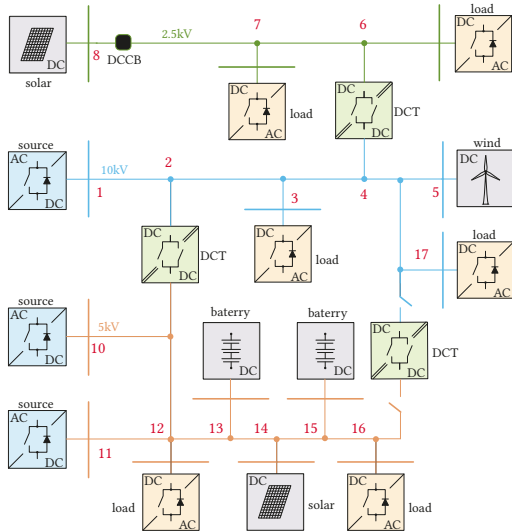 load
7
6
2.5kV
DC
8
DCCB
DC
AC
solar
DC
AC
load
DC
DC
DCT
source
AC
DC
10kV
1
2
3
4
5
wind
DC
DC
DC
DCT
DC
AC
load
17
load
DC
AC
source
AC
DC
5kV
10
baterry
DC
baterry
DC
DC
DC
DCT
source
AC
DC
11
12
13
14
15
16
load
DC
AC
DC
solar
DC
AC
load